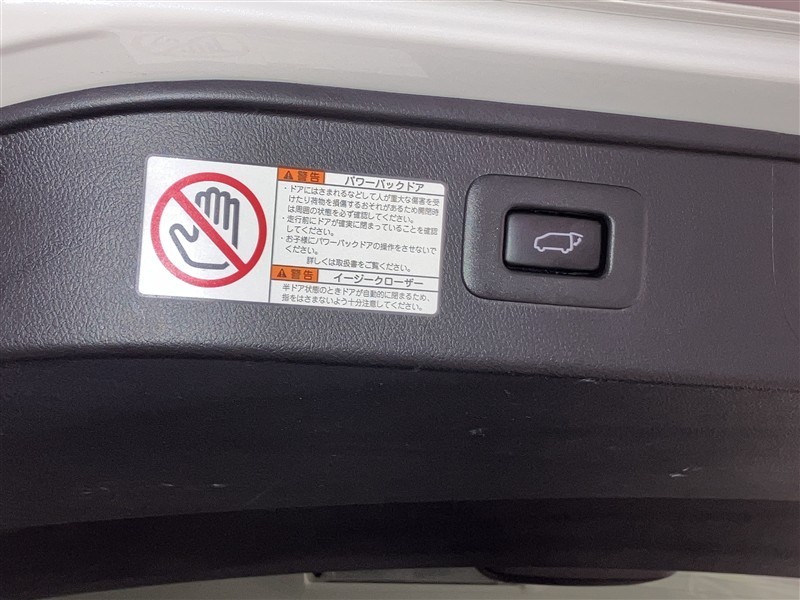 警告 パワーバックドア
・ドアにはさまれるなどして人が重大な傷害を受
けたり荷物を損傷するおそれがあるため開閉時
は周囲の状態を必ず確認してください。
・走行前にドアが確実に閉まっていることを確認
してください。
・お子様にパワーバックドアの操作をさせないで
ください。
詳しくは取扱書をご覧ください。
警告 イージークローザー
半ドア状態のときドアが自動的に閉まるため、
指をはさまないよう十分注意してください。